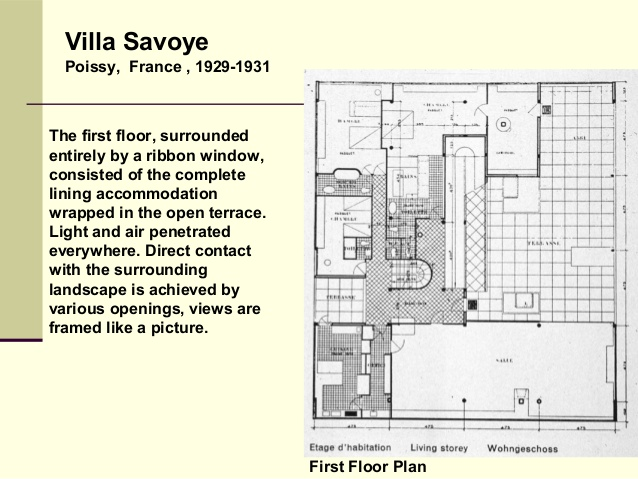 Villa Savoye
Poissy,  France , 1929-1931
The first floor, surrounded
entirely by a ribbon window,
consisted of the complete
lining accommodation
wrapped in the open terrace.
Light and air penetrated
everywhere. Direct contact
with the surrounding
landscape is achieved by
various openings, views are
framed like a picture.
TERRASSE
TERRASSE
SALLE
Etage d'habitation  Living storey  Wohngeschoss
First Floor Plan